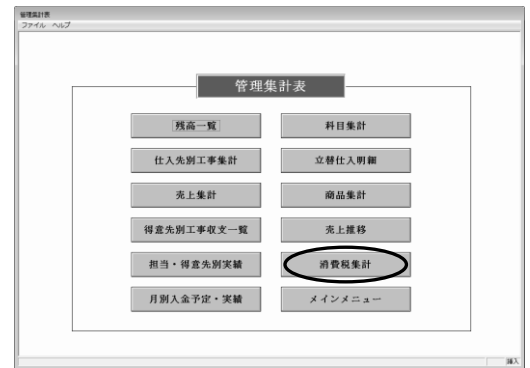 管理集計表
ファイル ヘルプ
管理集計表
残高一覧
科目集計
仕入先別工事集計
立替仕入明細
売上集計
商品集計
得意先別工事収支一覧
売上推移
担当・得意先別実績
消費税集計
月別入金予定・実績
メインメニュー
挿入